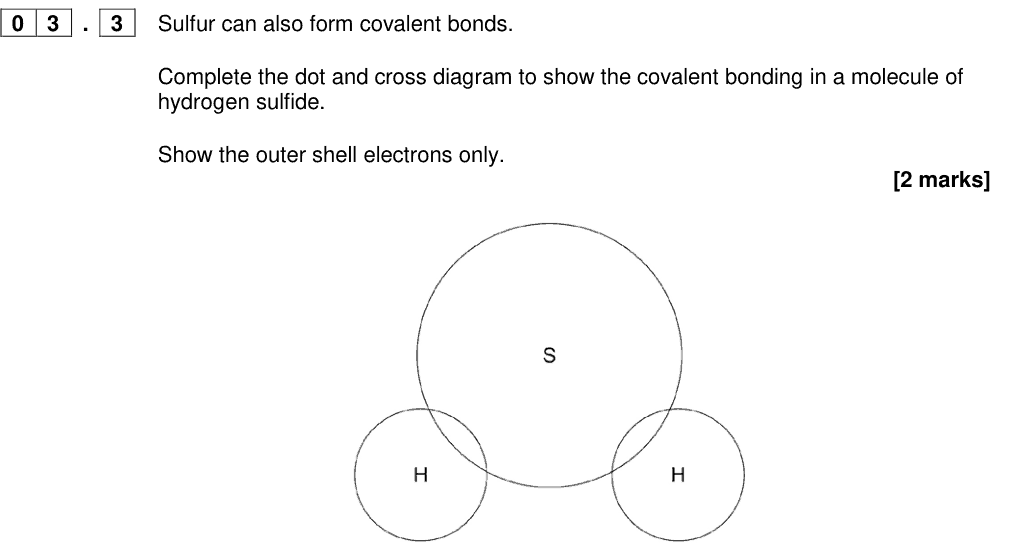 0 3 . 3 Sulfur can also form covalent bonds.
Complete the dot and cross diagram to show the covalent bonding in a molecule of
hydrogen sulfide.
Show the outer shell electrons only.
[2 marks]
S
H H